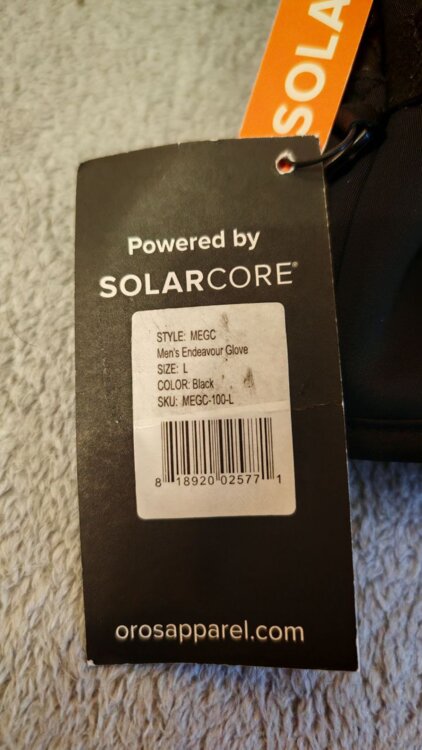 SOLA
Powered by
SOLARCORE®
STYLE: MEGC
Men's Endeavour Glove
SIZE: L
COLOR: Black
SKU: MEGC-100-L
8 18920 02577 1
orosapparel.com